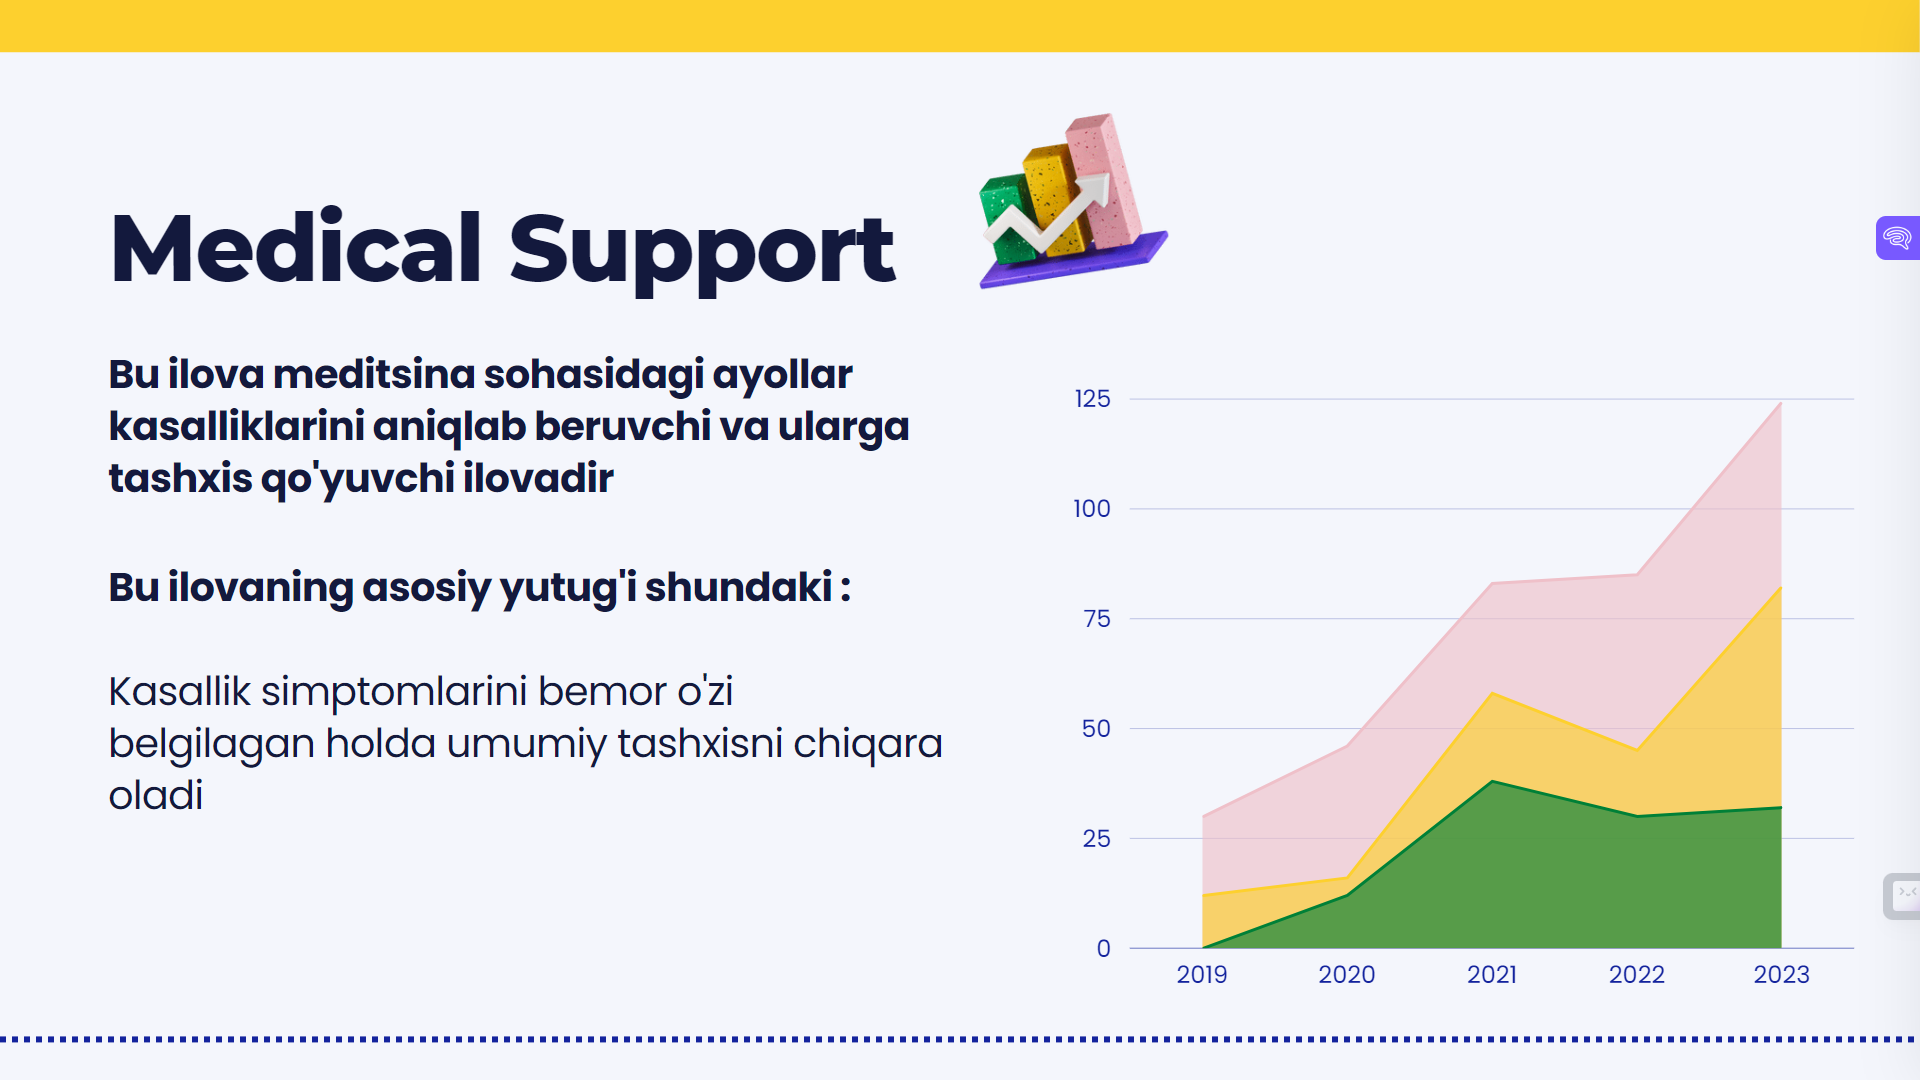 Medical Support
Bu ilova meditsina sohasidagi ayollar
kasalliklarini aniqlab beruvchi va ularga
tashxis qo'yuvchi ilovadir
Bu ilovaning asosiy yutug'i shundaki :
Kasallik simptomlarini bemor o'zi
belgilagan holda umumiy tashxisni chiqara
oladi
125
100
75
50
25
0
2019 2020 2021 2022 2023